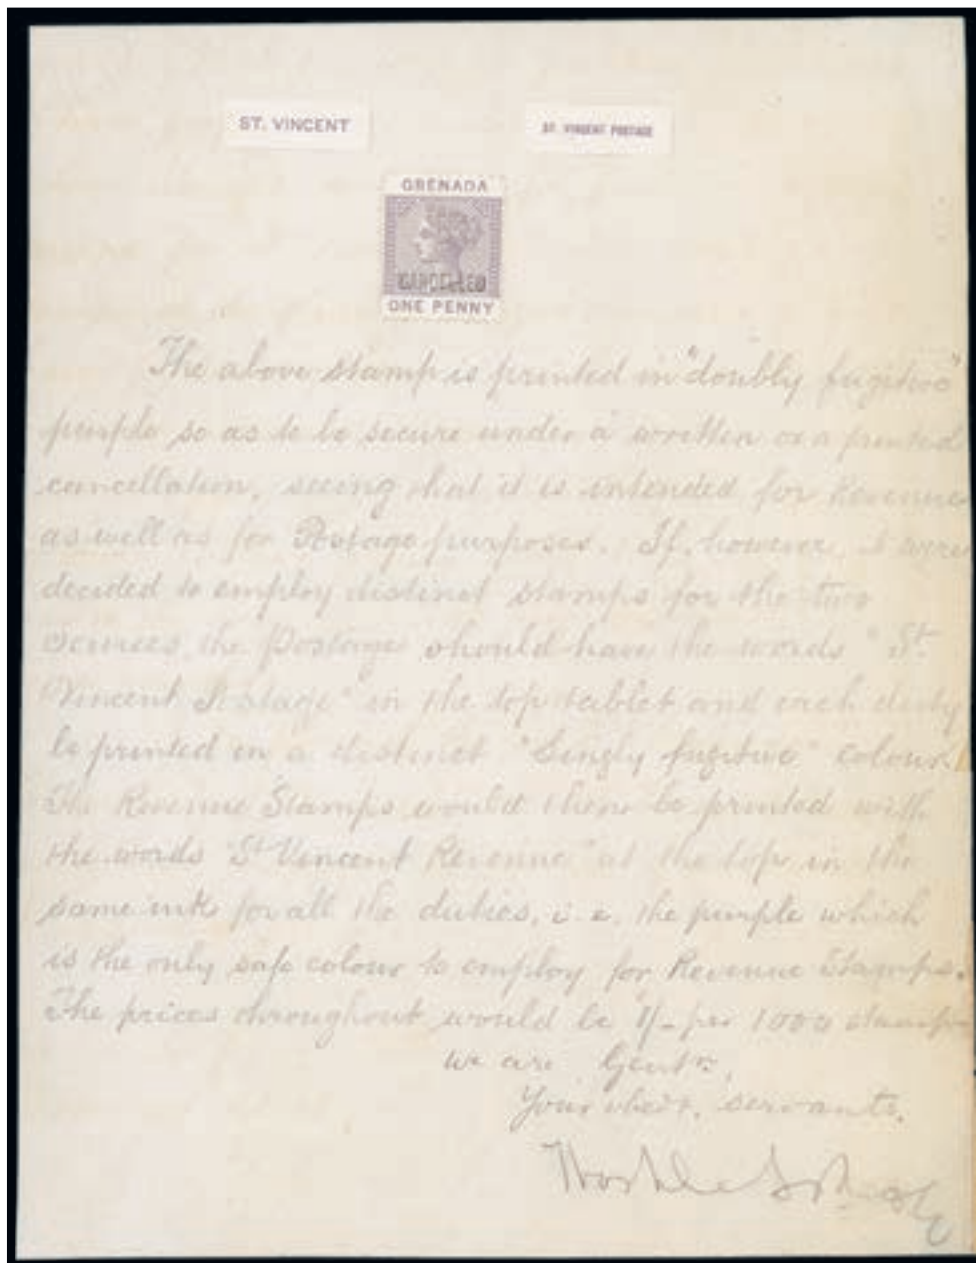 ST. VINCENT
ST. VINCENT POSTAGE
GRENADA
CANCELLED
ONE PENNY
The above stamp is printed in "doubly fugitive"
purple so as to be secure under a written or a printed
cancellation, seeing that it is intended for Revenue
as well as for Postage purposes. If, however, it were
decided to employ distinct stamps for the two
services, the Postage should have the words "St.
Vincent Postage" in the top tablet and each duty
be printed in a distinct "Singly fugitive" colour.
The Revenue Stamps would then be printed with
the words "St Vincent Revenue" at the top in the
same ink for all the duties, i.e. the purple which
is the only safe colour to employ for Revenue Stamps.
The prices throughout would be 1/- per 1000 stamps
We are Gentn,
Your obedt. servants.